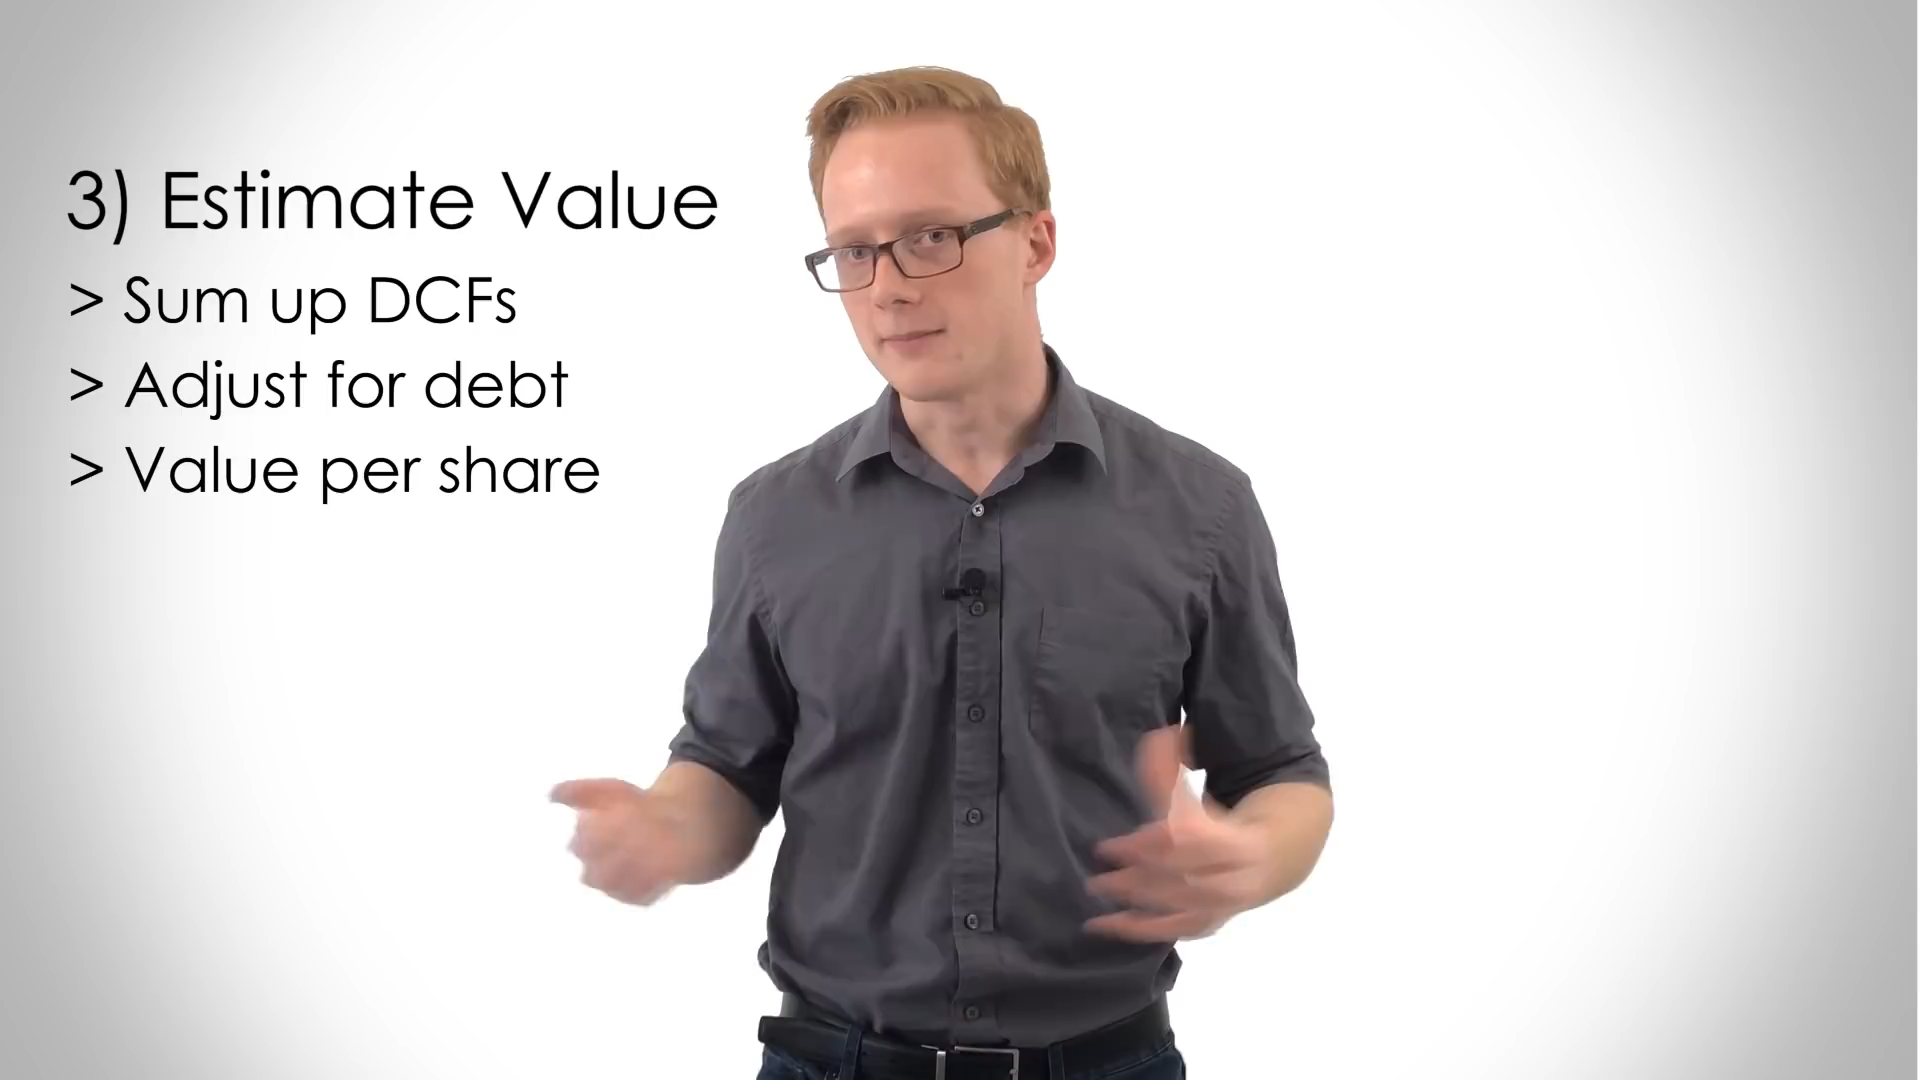 3) Estimate Value
> Sum up DCFs
> Adjust for debt
> Value per share